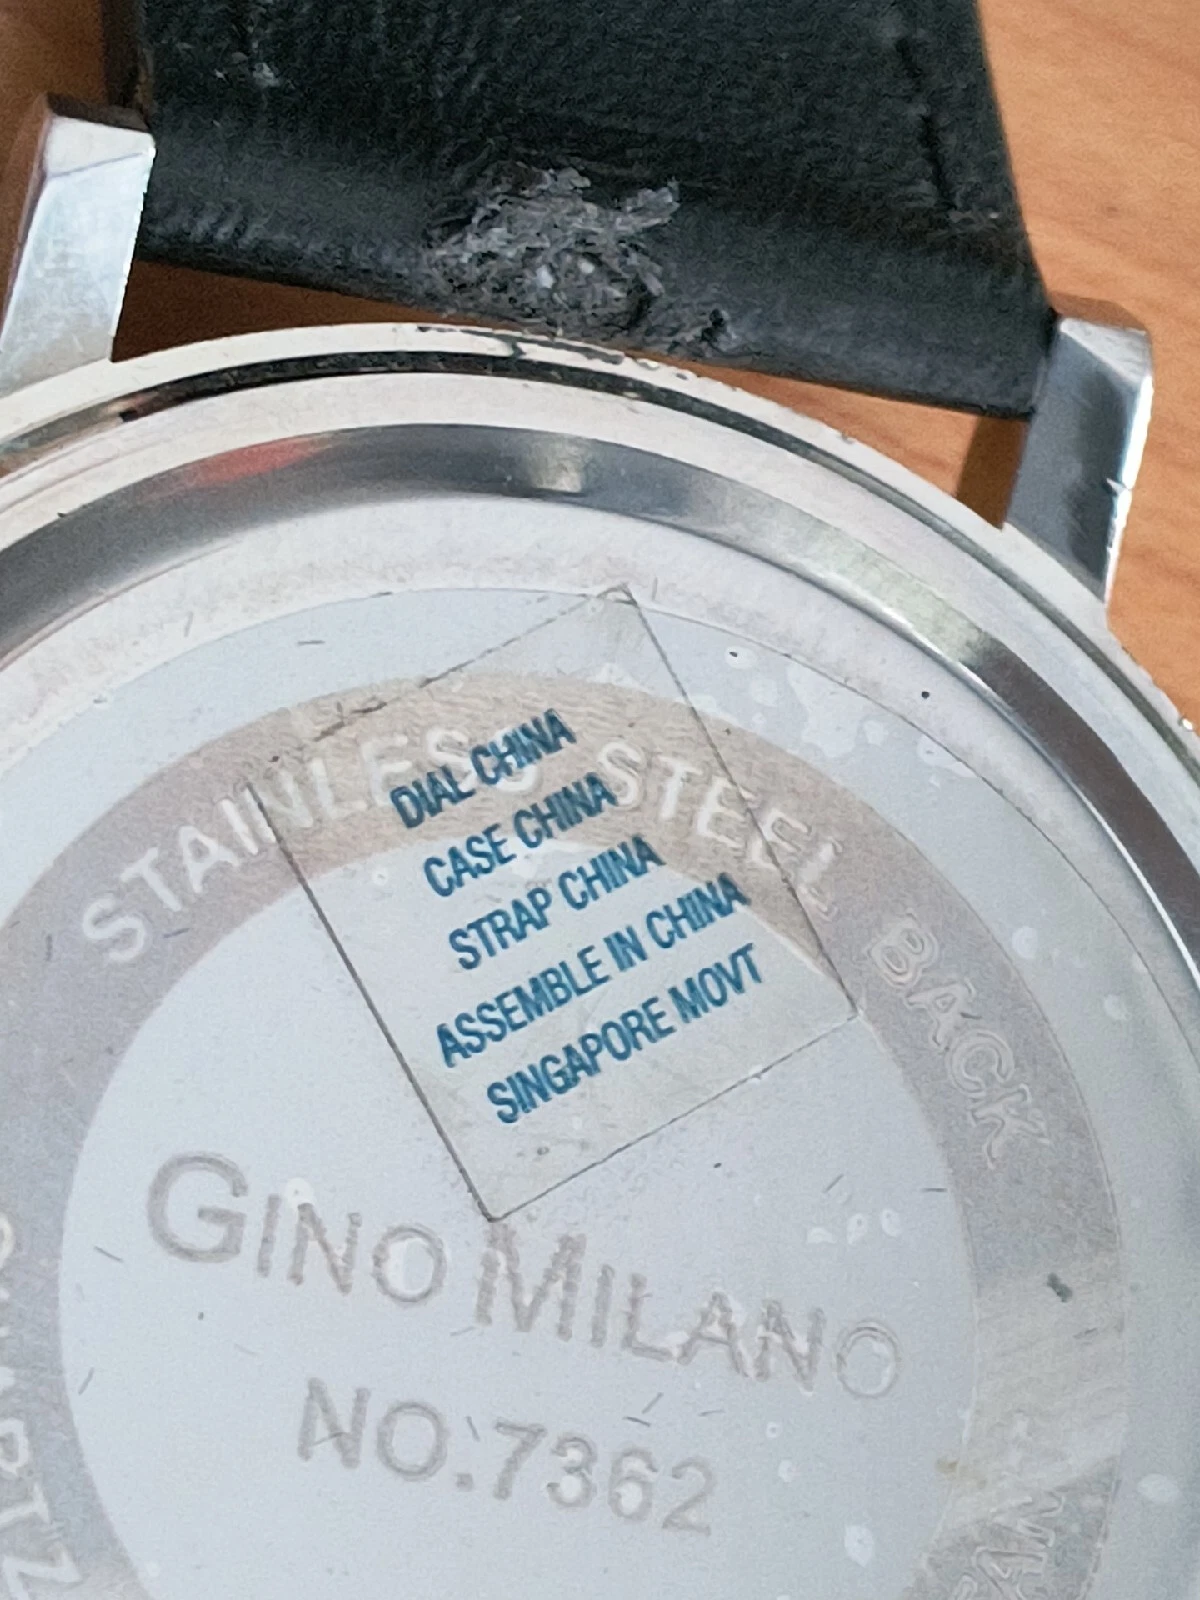 STAINLESS STEEL BACK
DIAL CHINA
CASE CHINA
STRAP CHINA
ASSEMBLE IN CHINA
SINGAPORE MOVT
GINO MILANO
NO.7362